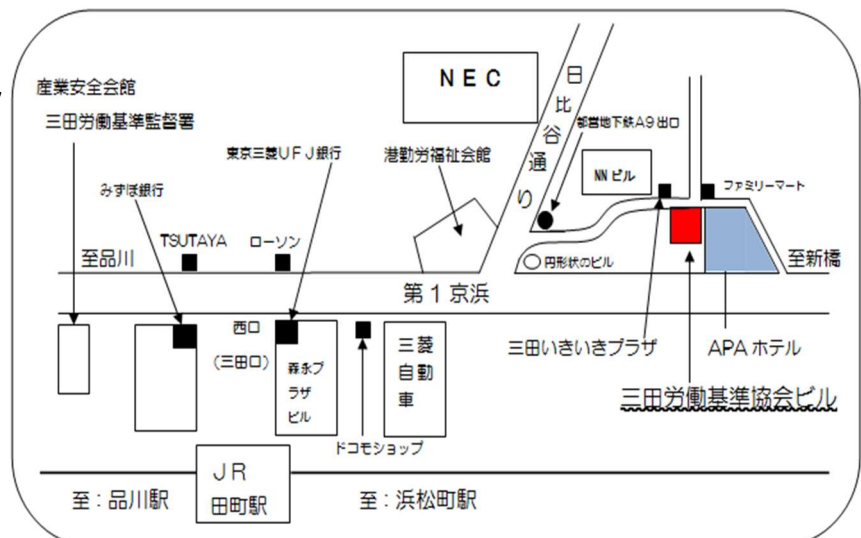 産業安全会館
三田労働基準監督署
NEC
日比谷通り
都営地下鉄A9出口
東京三菱UFJ銀行
港勤労福祉会館
NNビル
ファミリーマート
みずほ銀行
TSUTAYA
ローソン
至品川
円形状のビル
至新橋
第1京浜
西口
(三田口)
森永プ
ラザ
ビル
三菱
自動
車
三田いきいきプラザ
APAホテル
三田労働基準協会ビル
ドコモショップ
JR
田町駅
至：品川駅
至：浜松町駅